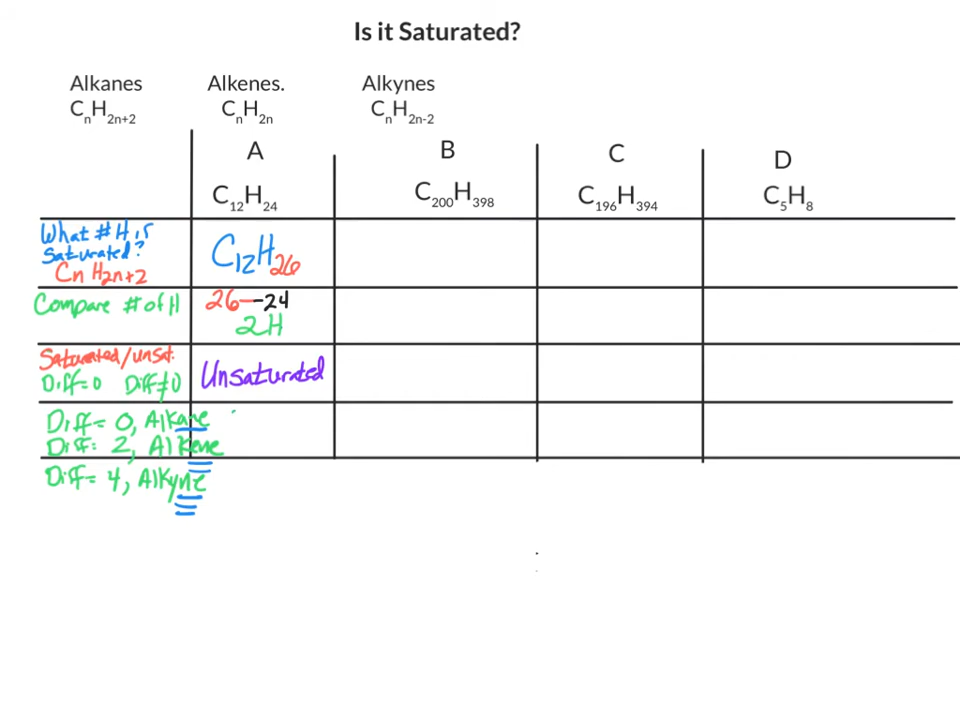 Is it Saturated?
Alkanes Alkenes. Alkynes
CnH2n+2 CnH2n CnH2n-2
A B C D
C12H24 C200H398 C196H394 C5H8
What # H is
Saturated?
Cn H2n+2
C12H26
Compare # of H
26--24
2H
Saturated/unsat.
Diff=0 Diff≠0
Unsaturated
Diff= 0, Alkane
Diff: 2, Alkene
Diff= 4, Alkyne